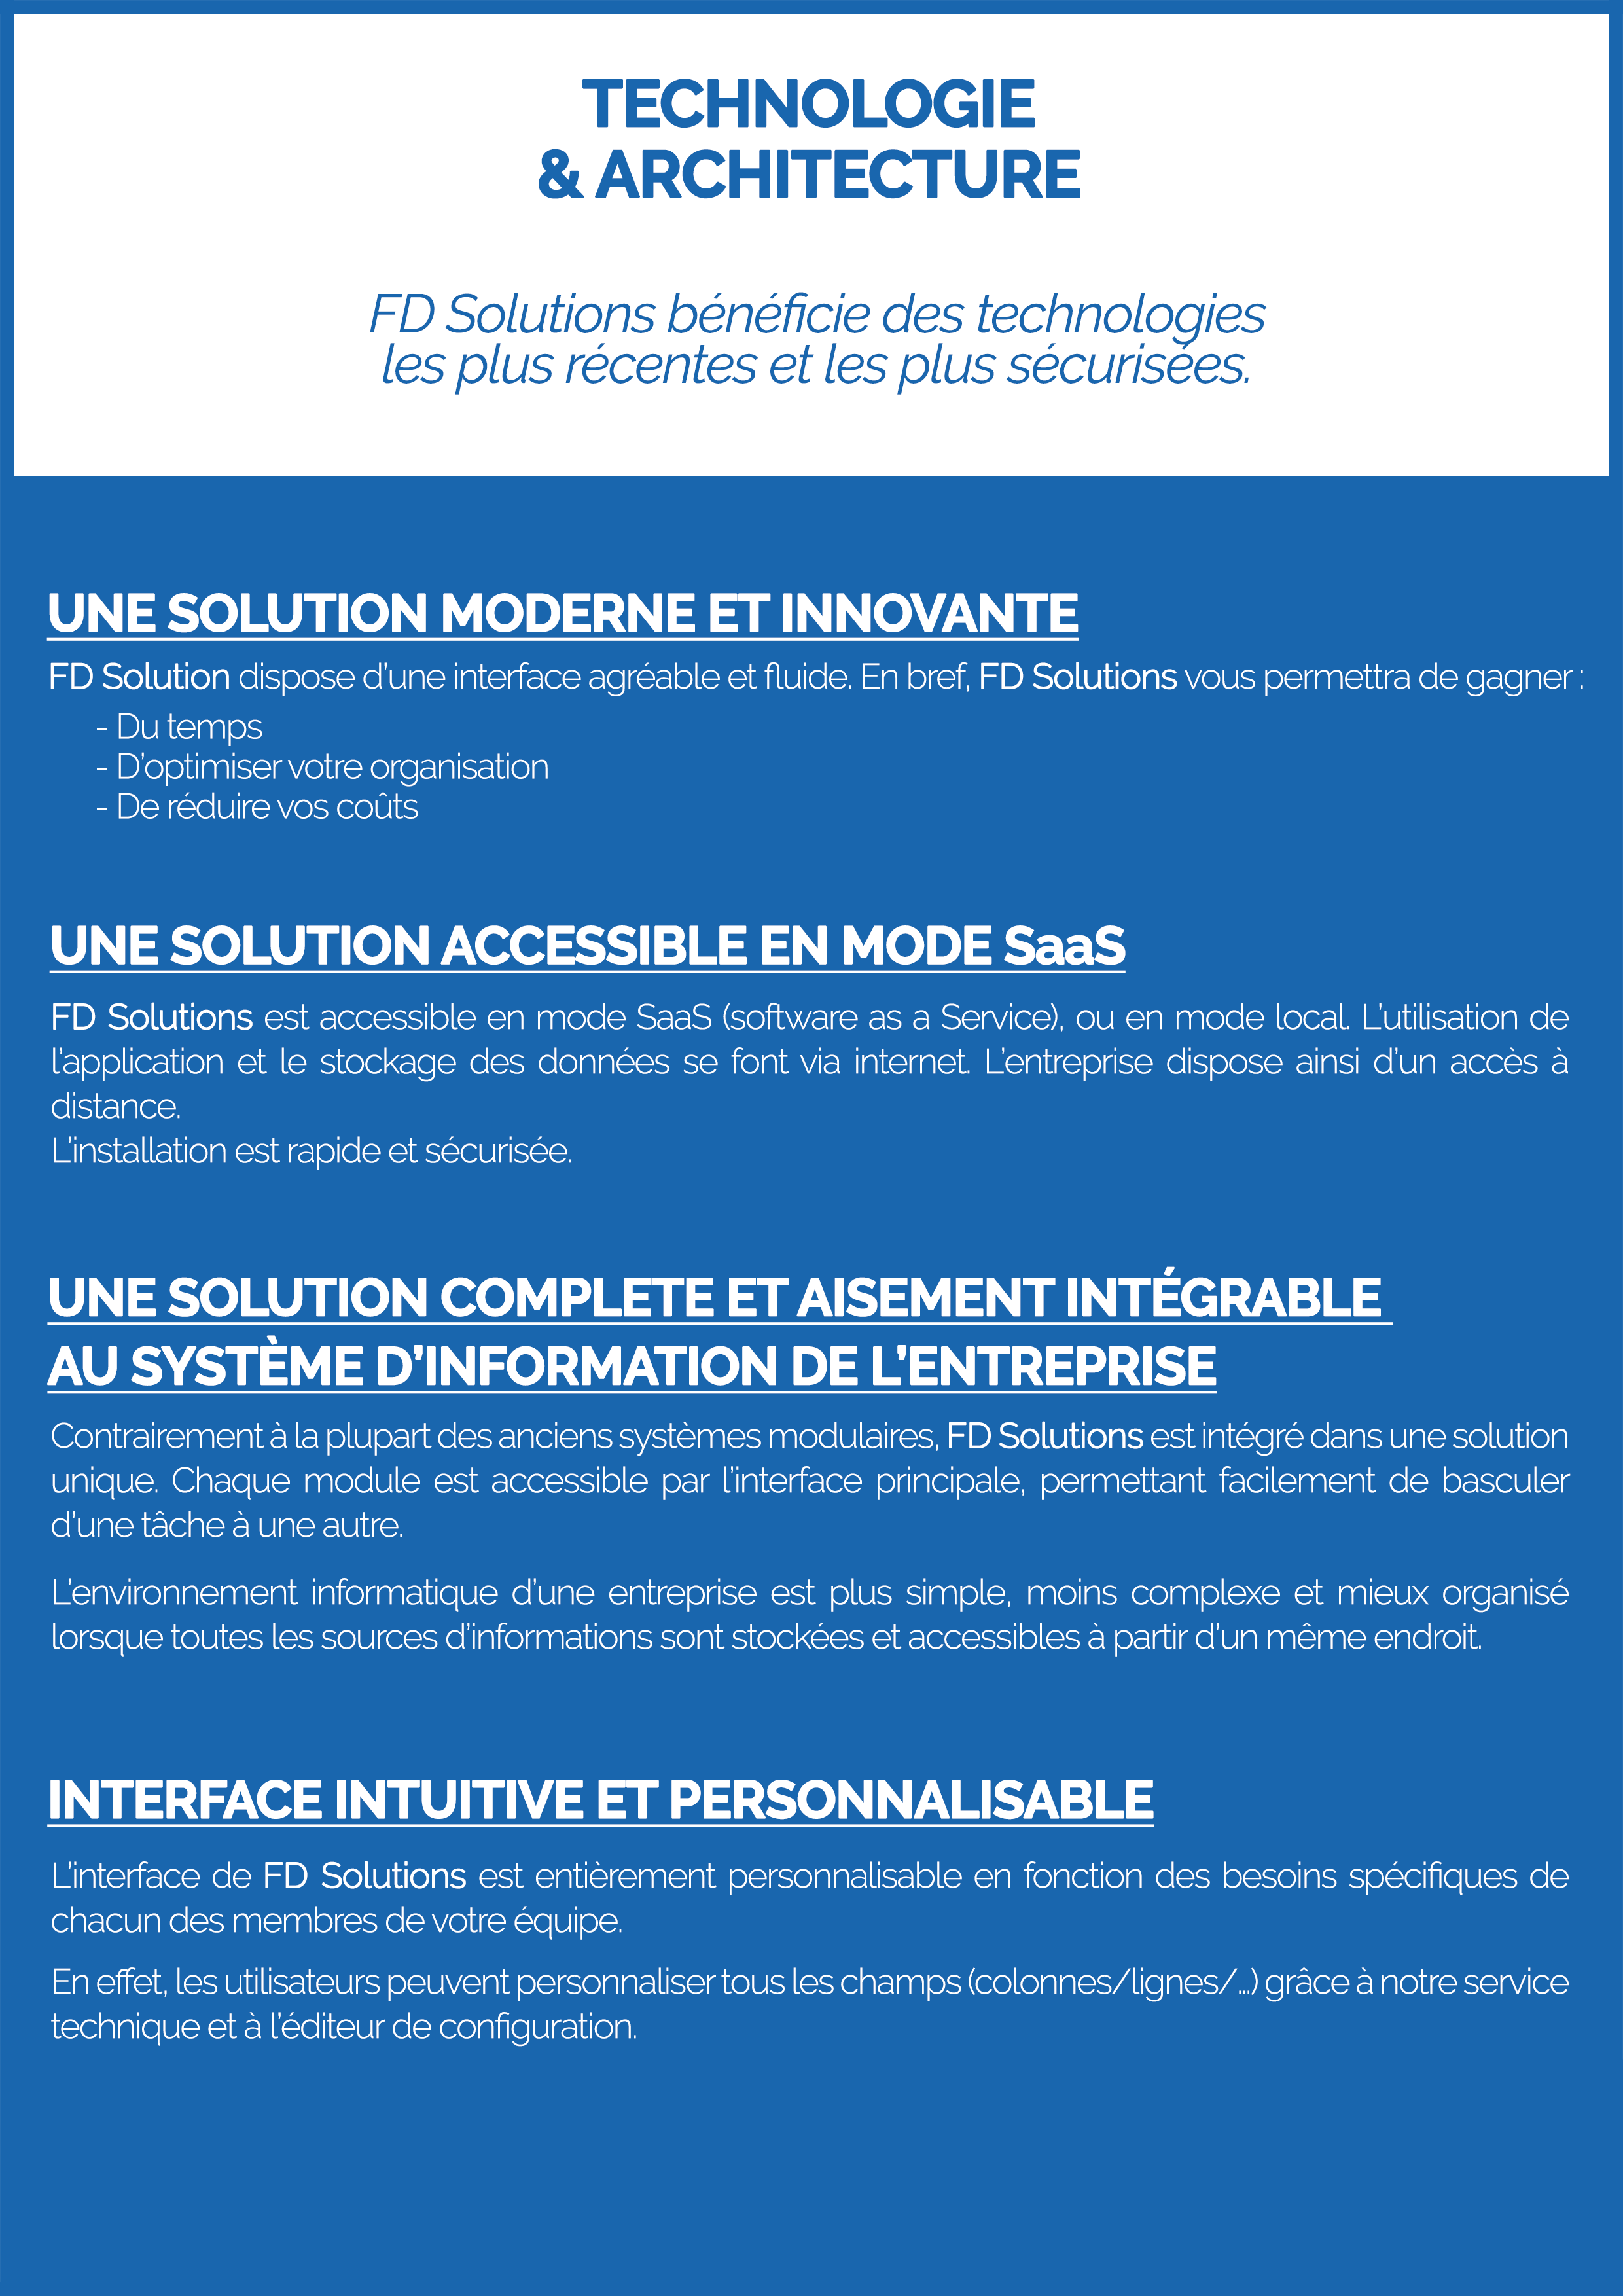 TECHNOLOGIE
& ARCHITECTURE
FD Solutions bénéficie des technologies
les plus récentes et les plus sécurisées.
UNE SOLUTION MODERNE ET INNOVANTE
FD Solution dispose d’une interface agréable et fluide. En bref, FD Solutions vous permettra de gagner :
- Du temps
- D’optimiser votre organisation
- De réduire vos coûts
UNE SOLUTION ACCESSIBLE EN MODE SaaS
FD Solutions est accessible en mode SaaS (software as a Service), ou en mode local. L’utilisation de
l’application et le stockage des données se font via internet. L’entreprise dispose ainsi d’un accès à
distance.
L’installation est rapide et sécurisée.
UNE SOLUTION COMPLETE ET AISEMENT INTÉGRABLE
AU SYSTÈME D’INFORMATION DE L’ENTREPRISE
Contrairement à la plupart des anciens systèmes modulaires, FD Solutions est intégré dans une solution
unique. Chaque module est accessible par l’interface principale, permettant facilement de basculer
d’une tâche à une autre.
L’environnement informatique d’une entreprise est plus simple, moins complexe et mieux organisé
lorsque toutes les sources d’informations sont stockées et accessibles à partir d’un même endroit.
INTERFACE INTUITIVE ET PERSONNALISABLE
L’interface de FD Solutions est entièrement personnalisable en fonction des besoins spécifiques de
chacun des membres de votre équipe.
En effet, les utilisateurs peuvent personnaliser tous les champs (colonnes/lignes/...) grâce à notre service
technique et à l’éditeur de configuration.